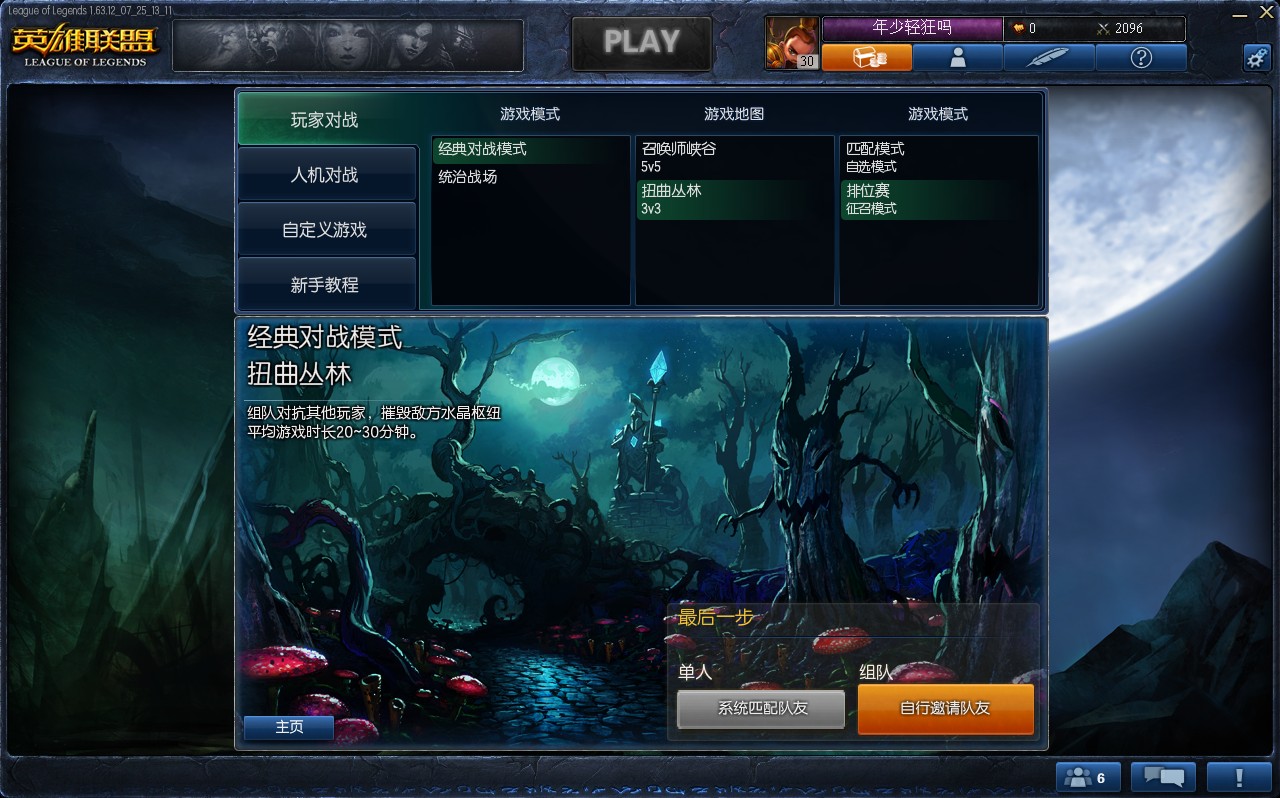 League of Legends 1.63.12_07_25_13_11
英雄联盟
LEAGUE OF LEGENDS
PLAY
30
年少轻狂吗
0
2096
玩家对战
人机对战
自定义游戏
新手教程
游戏模式
经典对战模式
统治战场
游戏地图
召唤师峡谷
5v5
扭曲丛林
3v3
游戏模式
匹配模式
自选模式
排位赛
征召模式
经典对战模式
扭曲丛林
组队对抗其他玩家，摧毁敌方水晶枢纽
平均游戏时长20~30分钟。
最后一步
单人
系统匹配队友
组队
自行邀请队友
主页
6